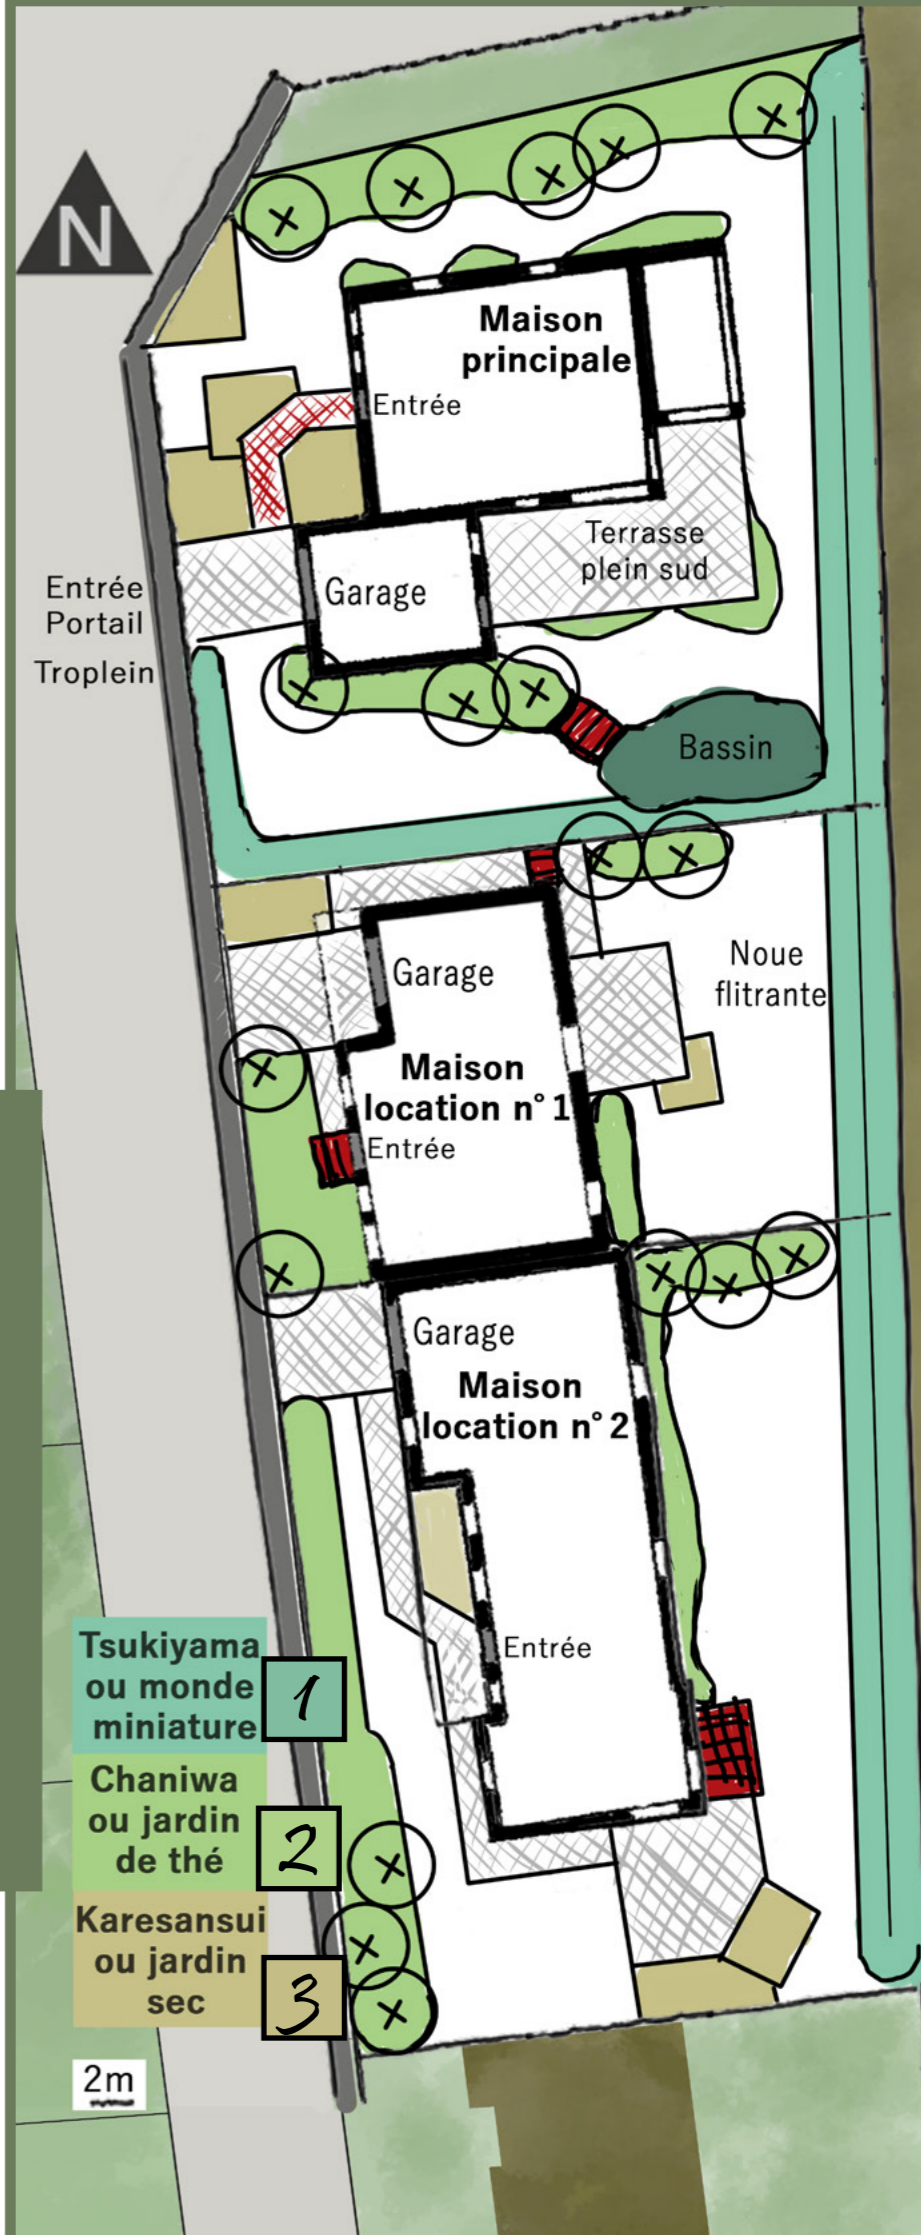 N
Maison
principale
Entrée
Terrasse
plein sud
Garage
Entrée
Portail
Troplein
Bassin
Noue
flitrante
Garage
Maison
location n° 1
Entrée
Garage
Maison
location n° 2
Entrée
Tsukiyama
ou monde
miniature
1
Chaniwa
ou jardin
de thé
2
Karesansui
ou jardin
sec
3
2m